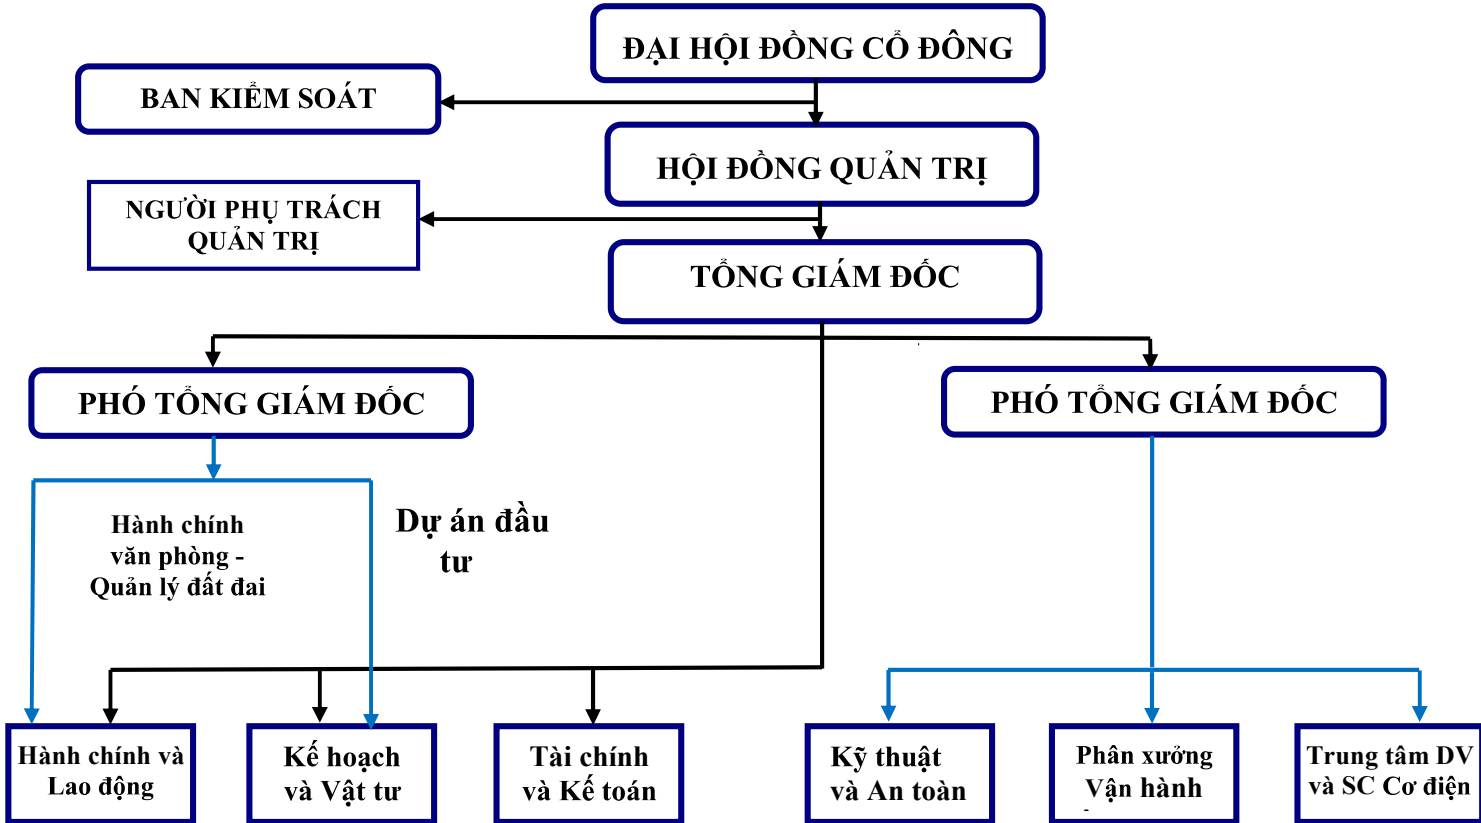 ĐẠI HỘI ĐỒNG CỔ ĐÔNG
BAN KIỂM SOÁT
HỘI ĐỒNG QUẢN TRỊ
NGƯỜI PHỤ TRÁCH
QUẢN TRỊ
TỔNG GIÁM ĐỐC
PHÓ TỔNG GIÁM ĐỐC
PHÓ TỔNG GIÁM ĐỐC
Hành chính
văn phòng -
Quản lý đất đai
Dự án đầu
tư
Hành chính và
Lao động
Kế hoạch
và Vật tư
Tài chính
và Kế toán
Kỹ thuật
và An toàn
Phân xưởng
Vận hành
Trung tâm DV
và SC Cơ điện